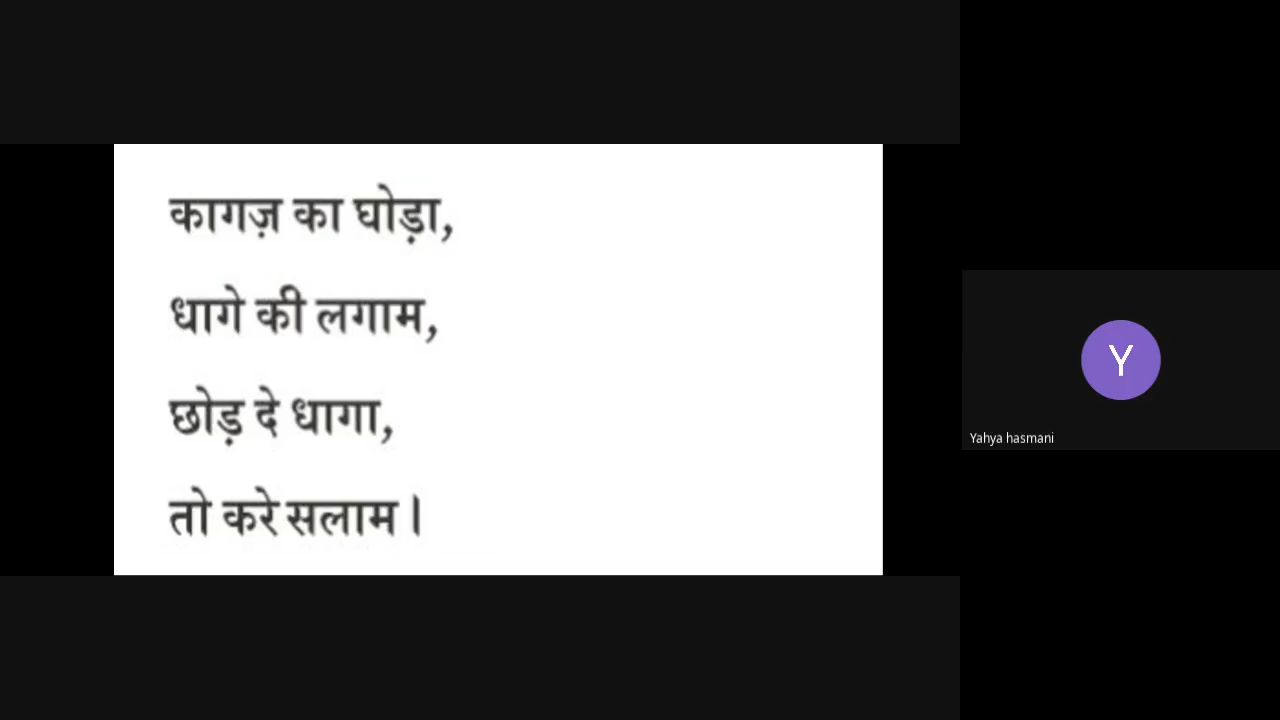 कागज़ का घोड़ा,
धागे की लगाम,
छोड़ दे धागा,
तो करे सलाम।
Y
Yahya hasmani